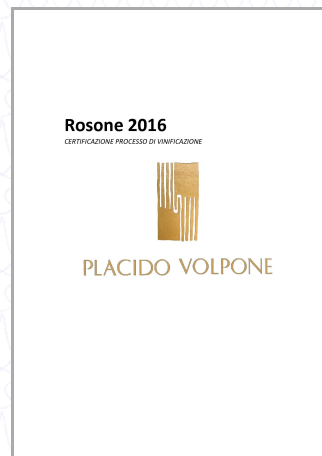 Rosone 2016
CERTIFICAZIONE PROCESSO DI VINIFICAZIONE
PLACIDO VOLPONE